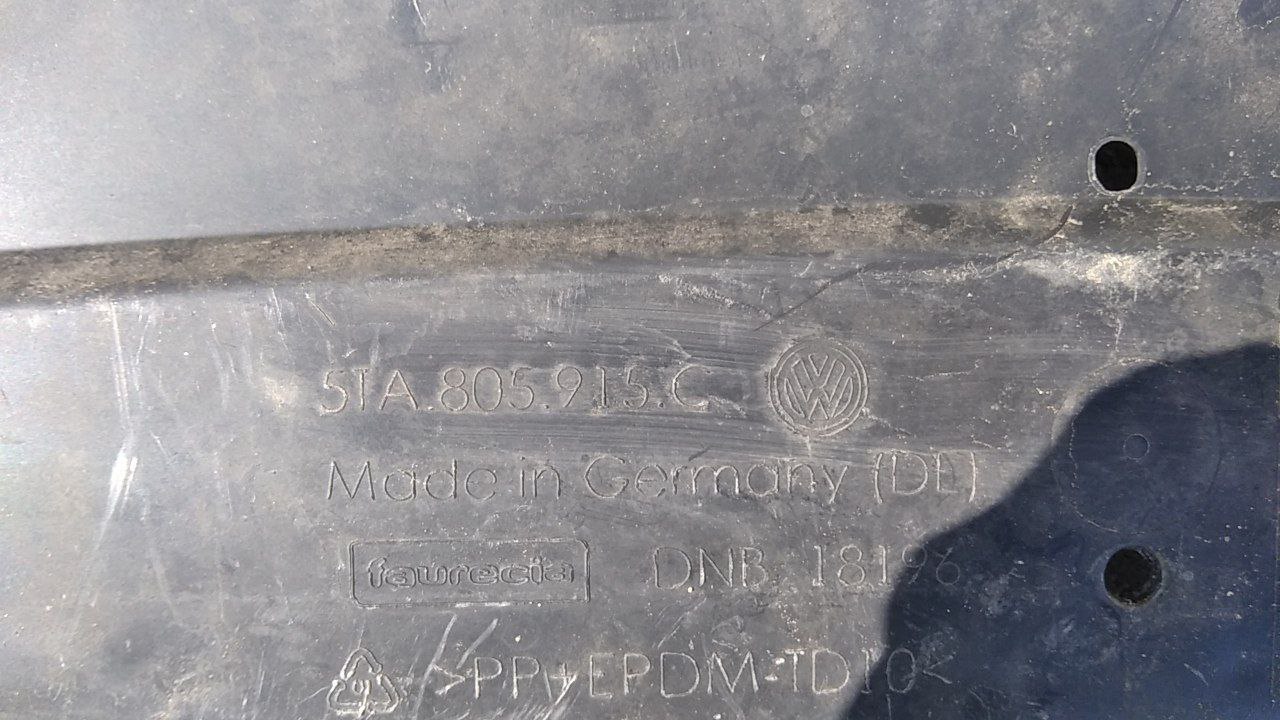 5TA.805.915.C
Made in Germany (DE)
faurecia DNB 18196
>PP+EPDM-TD10<